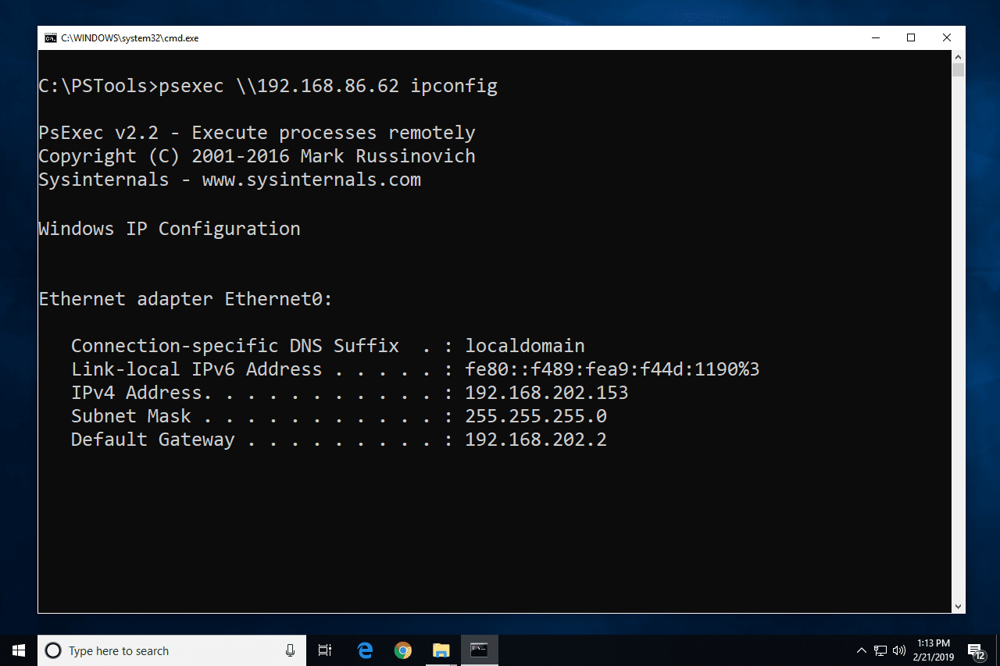 C:\WINDOWS\system32\cmd.exe
C:\PSTools>psexec \\192.168.86.62 ipconfig
PsExec v2.2 - Execute processes remotely
Copyright (C) 2001-2016 Mark Russinovich
Sysinternals - www.sysinternals.com
Windows IP Configuration
Ethernet adapter Ethernet0:
Connection-specific DNS Suffix  . : localdomain
Link-local IPv6 Address . . . . . : fe80::f489:fea9:f44d:1190%3
IPv4 Address. . . . . . . . . . . : 192.168.202.153
Subnet Mask . . . . . . . . . . . : 255.255.255.0
Default Gateway . . . . . . . . . : 192.168.202.2
Type here to search
1:13 PM
2/21/2019
12